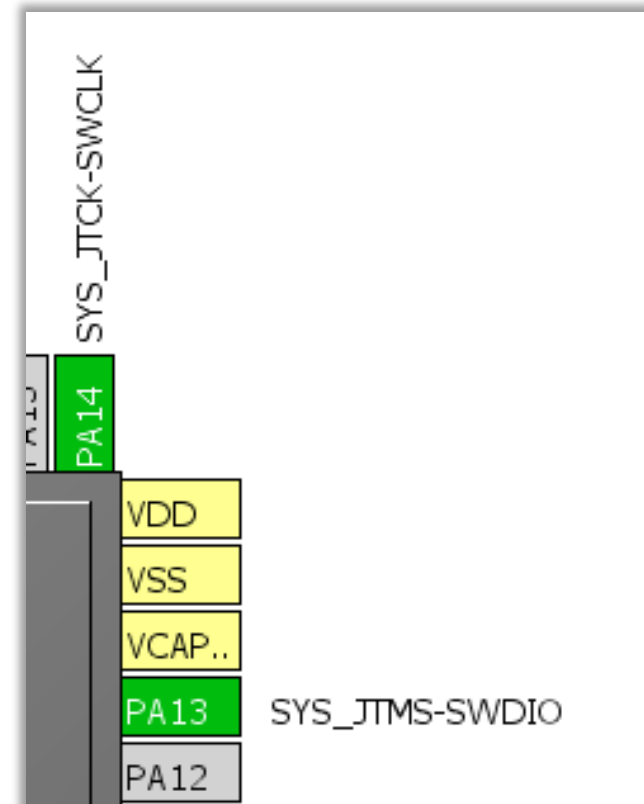 SYS_JTCK-SWCLK
PA14
VDD
VSS
VCAP..
PA13
SYS_JTMS-SWDIO
PA12